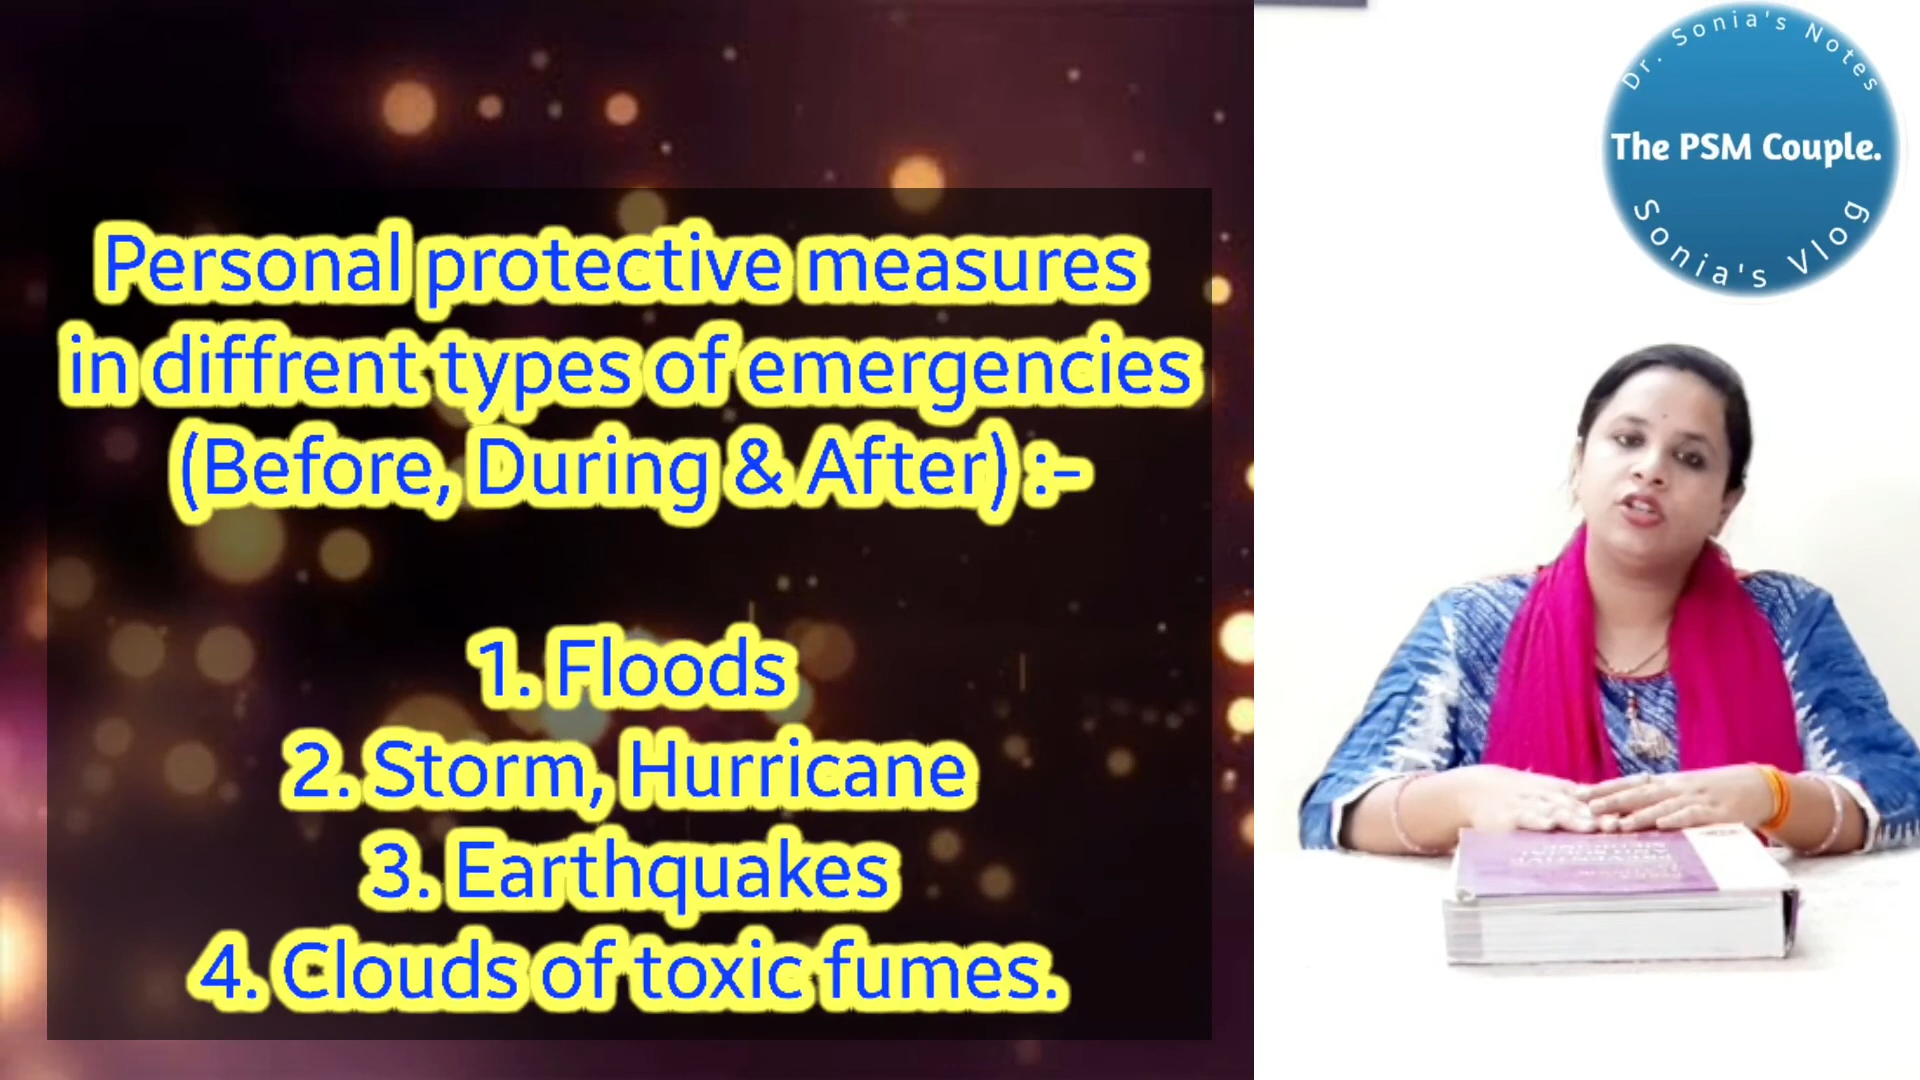 Personal protective measures
in diffrent types of emergencies
(Before, During & After) :-
1. Floods
2. Storm, Hurricane
3. Earthquakes
4. Clouds of toxic fumes.
Dr. Sonia's Notes
The PSM Couple.
Sonia's Vlog